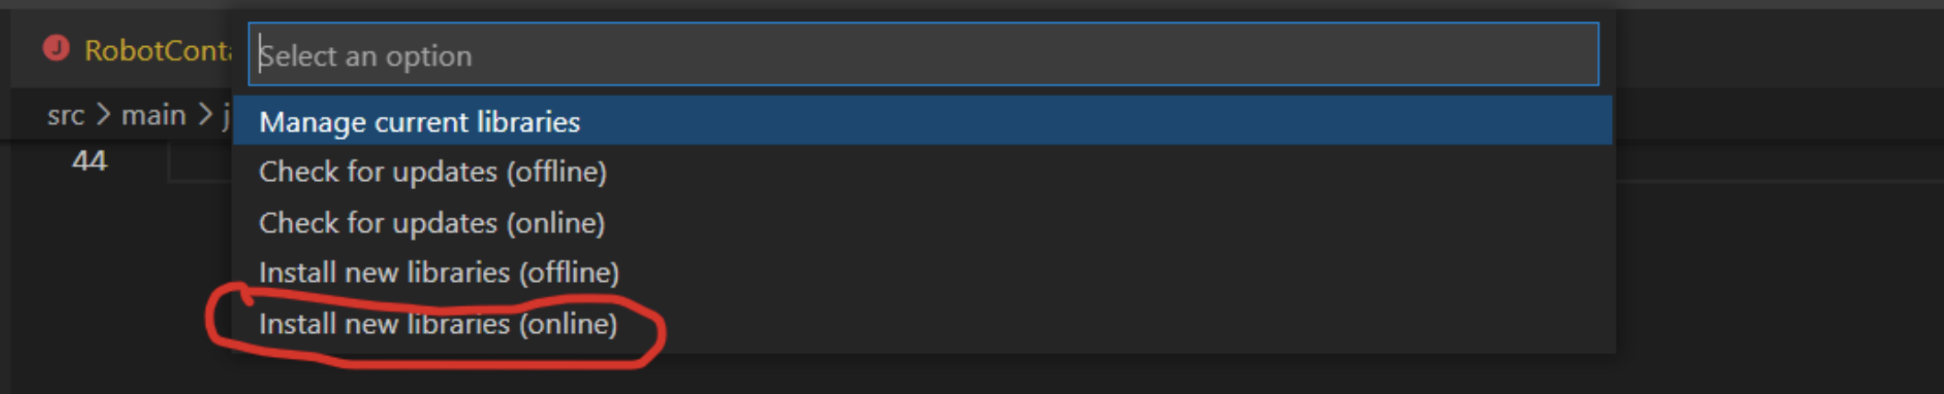 J RobotConta
Select an option
src > main > j
Manage current libraries
44
Check for updates (offline)
Check for updates (online)
Install new libraries (offline)
Install new libraries (online)